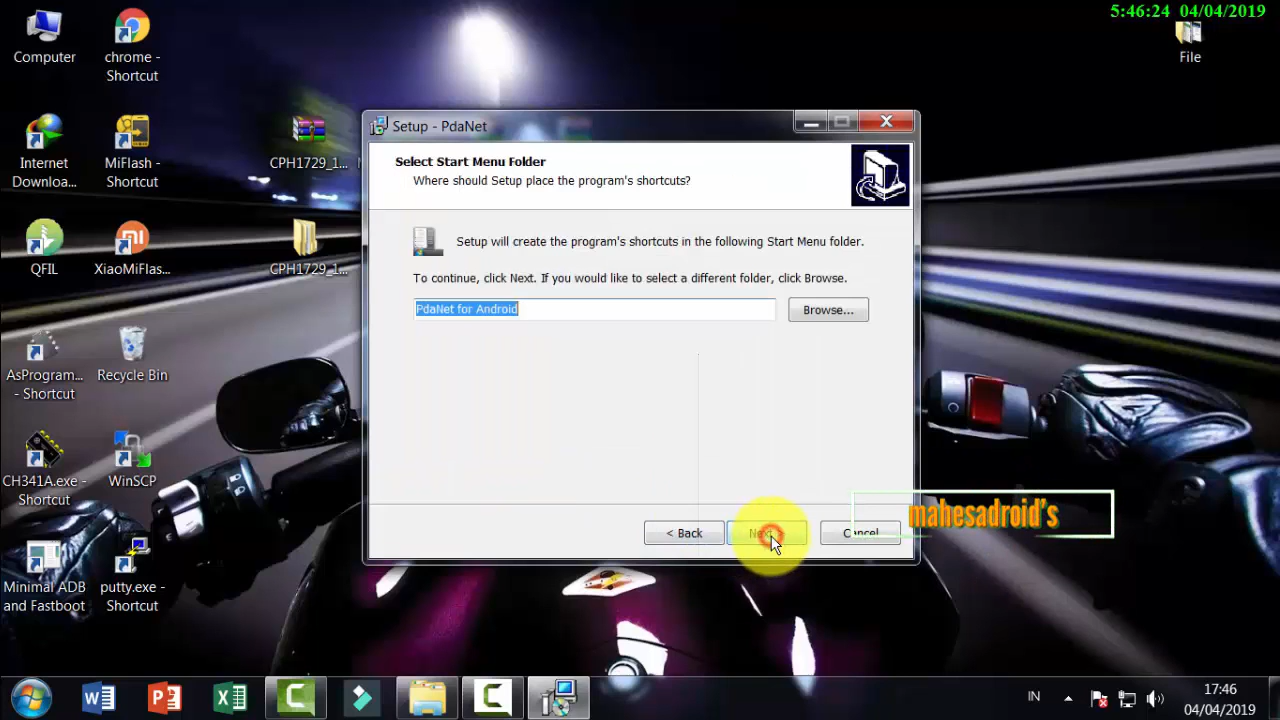 5:46:24 04/04/2019
Computer
chrome -
Shortcut
File
Internet
Downloa...
MiFlash -
Shortcut
CPH1729_1...
QFIL
XiaoMiFlas...
CPH1729_1...
AsProgram...
- Shortcut
Recycle Bin
CH341A.exe -
Shortcut
WinSCP
Minimal ADB
and Fastboot
putty.exe -
Shortcut
Setup - PdaNet
Select Start Menu Folder
Where should Setup place the program's shortcuts?
Setup will create the program's shortcuts in the following Start Menu folder.
To continue, click Next. If you would like to select a different folder, click Browse.
PdaNet for Android
Browse...
< Back
Next >
Cancel
mahesadroid's
IN
17:46
04/04/2019